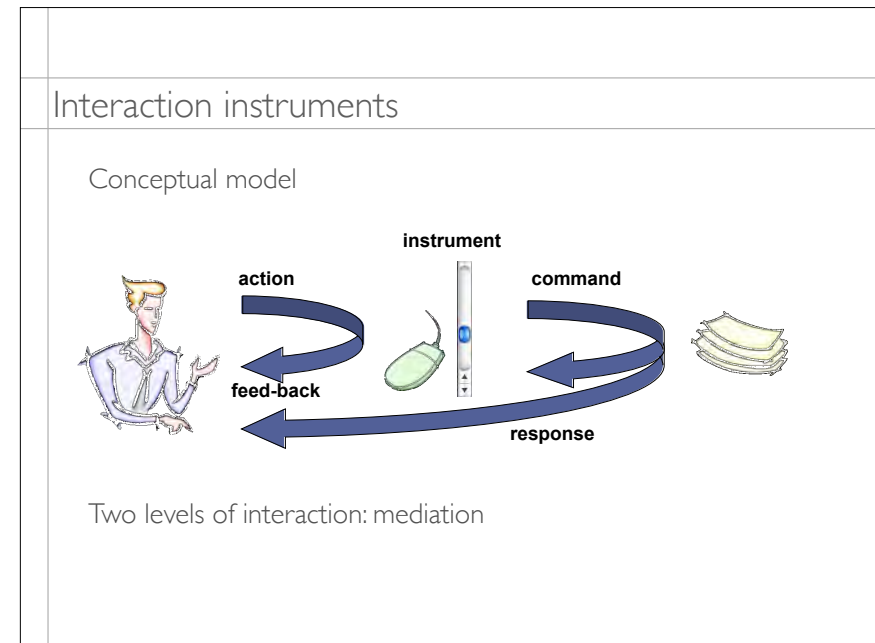 Interaction instruments
Conceptual model
instrument
action
command
feed-back
response
Two levels of interaction: mediation